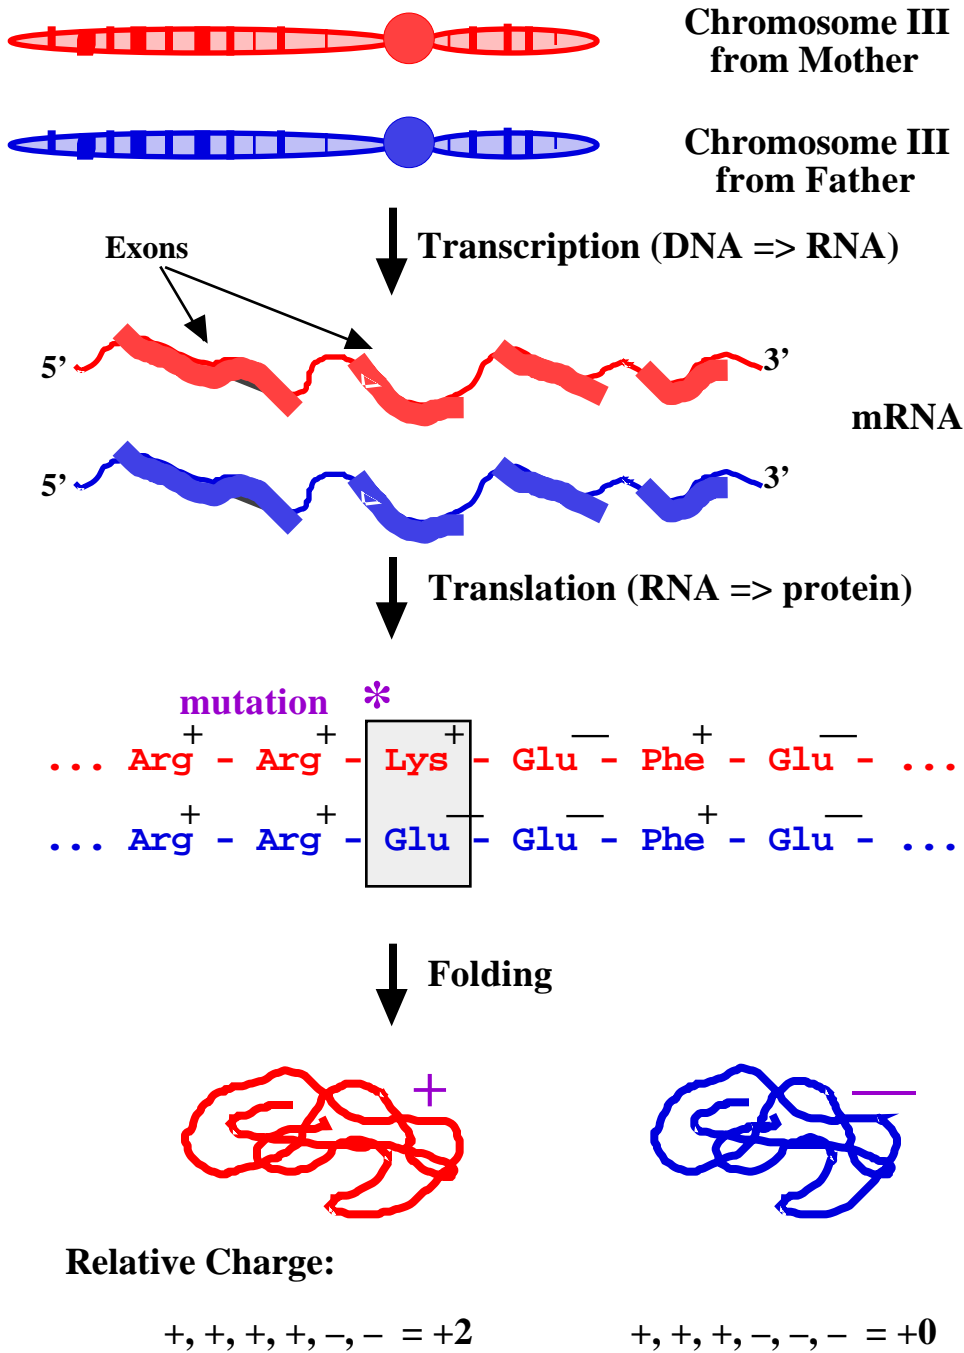 Chromosome III
from Mother
Chromosome III
from Father
Transcription (DNA => RNA)
Exons
5’
3’
mRNA
5’
3’
Translation (RNA => protein)
mutation *
+ + + — + —
... Arg - Arg - Lys - Glu - Phe - Glu - ...
+ + — — + —
... Arg - Arg - Glu - Glu - Phe - Glu - ...
Folding
+ —
Relative Charge:
+, +, +, +, –, – = +2
+, +, +, –, –, – = +0